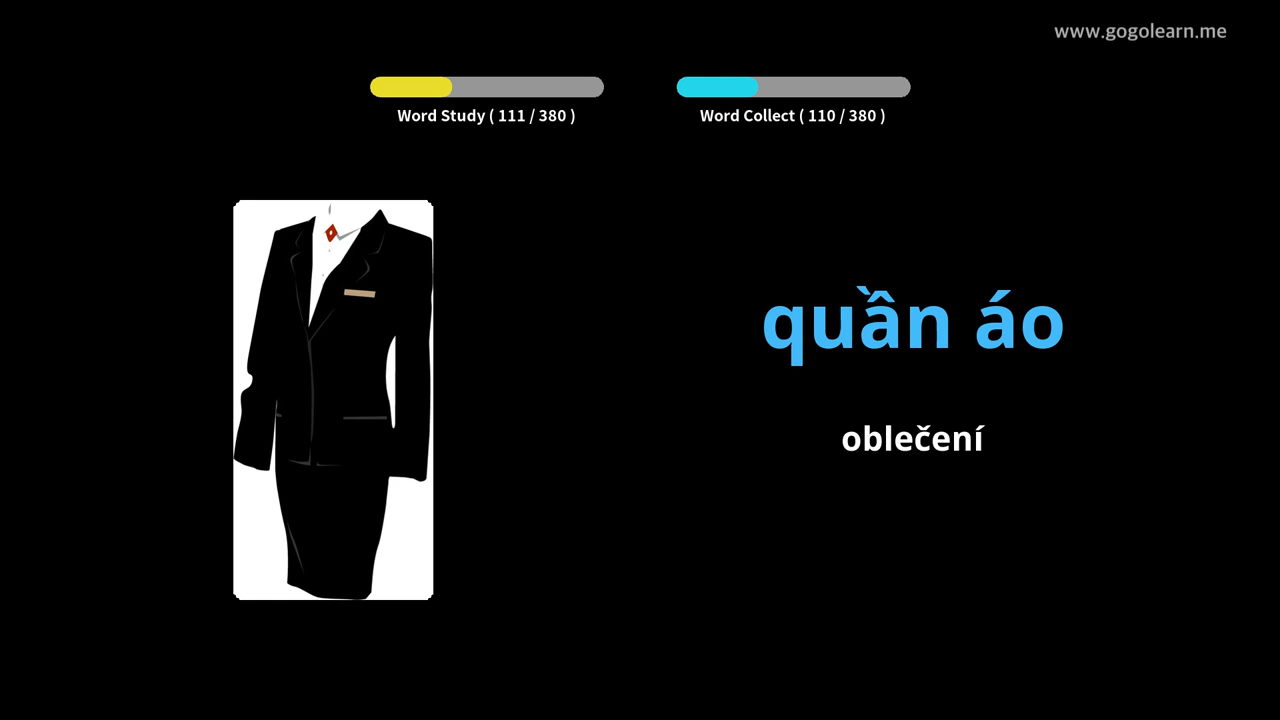 www.gogolearn.me
Word Study ( 111 / 380 )
Word Collect ( 110 / 380 )
quần áo
oblečení